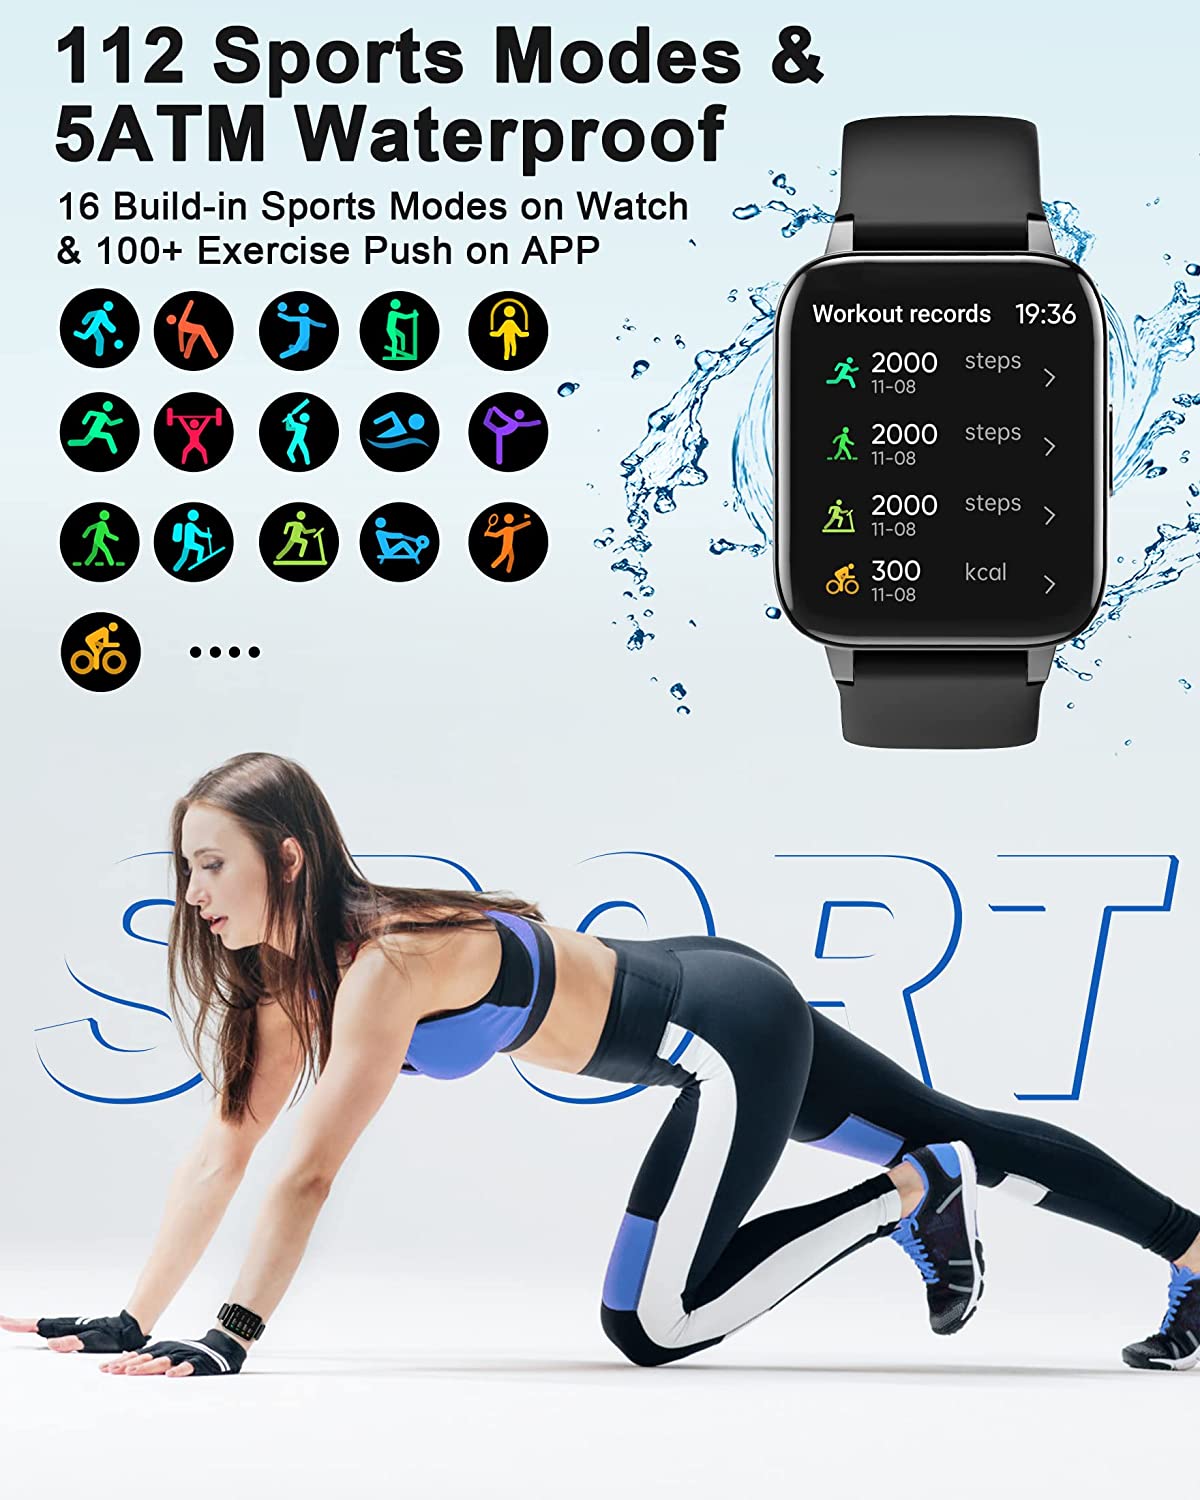 112 Sports Modes &
5ATM Waterproof
16 Build-in Sports Modes on Watch
& 100+ Exercise Push on APP
Workout records 19:36
2000 steps
11-08
2000 steps
11-08
2000 steps
11-08
300 kcal
11-08
SPORT